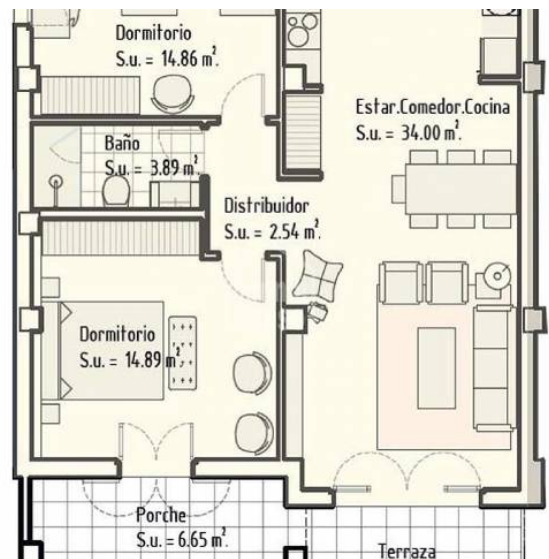 Dormitorio
S.u. = 14.86 m².
Estar.Comedor.Cocina
S.u. = 34.00 m².
Baño
S.u. = 3.89 m².
Distribuidor
S.u. = 2.54 m².
Dormitorio
S.u. = 14.89 m².
Porche
S.u. = 6.65 m².
Terraza